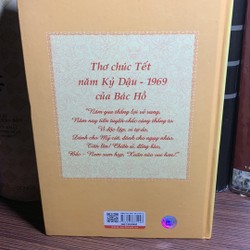 Thơ chúc Tết
năm Kỷ Dậu - 1969
của Bác Hồ
"Năm qua thắng lợi vẻ vang,
Năm nay tiền tuyến chắc càng thắng to.
Vì độc lập, vì tự do,
Đánh cho Mỹ cút, đánh cho ngụy nhào.
Tiến lên! Chiến sĩ, đồng bào,
Bắc - Nam sum họp, Xuân nào vui hơn!"